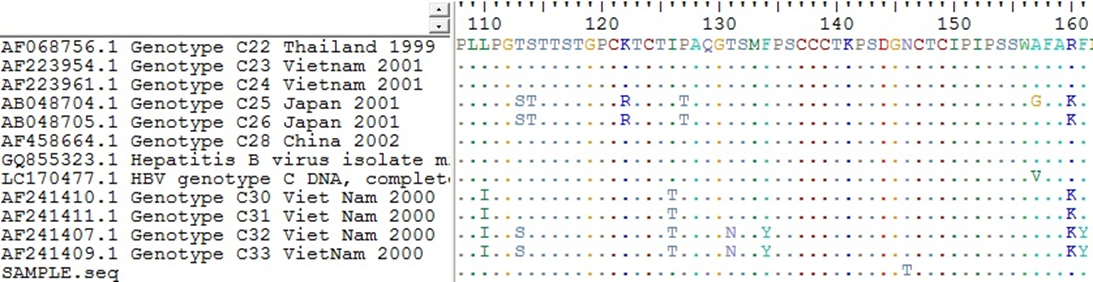 110 120 130 140 150 160
AF068756.1 Genotype C22 Thailand 1999 PLLPGTSTTSTGPCKTCTIPAQGTSMFPSCCCTKPSDGNCTCIPIPSSWAFARF
AF223954.1 Genotype C23 Vietnam 2001 ......................................................
AF223961.1 Genotype C24 Vietnam 2001 ......................................................
AB048704.1 Genotype C25 Japan 2001 .....ST.......R....T.............................G..K.
AB048705.1 Genotype C26 Japan 2001 .....ST.......R....T................................K.
AF458664.1 Genotype C28 China 2002 ......................................................
GQ855323.1 Hepatitis B virus isolate m ......................................................
LC170477.1 HBV genotype C DNA, complet .................................................V....
AF241410.1 Genotype C30 Viet Nam 2000 ..I...............T.................................K.
AF241411.1 Genotype C31 Viet Nam 2000 ..I...............T.................................K.
AF241407.1 Genotype C32 Viet Nam 2000 ..I..S............T....N..Y.........................KY
AF241409.1 Genotype C33 VietNam 2000 ..I..S............T....N..Y.........................KY
SAMPLE.seq ......................................T...............